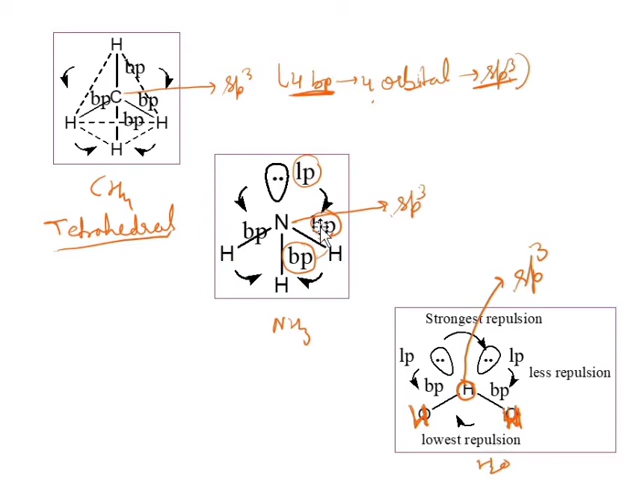 H
bp
bp C bp
bp
H H
H
sp³ (4 bp → 4 orbital → sp³)
CH₄
Tetrahedral
lp
N
bp bp
bp
H H
H
sp³
NH₃
sp³
Strongest repulsion
lp lp
less repulsion
bp H bp
lowest repulsion
H₂O